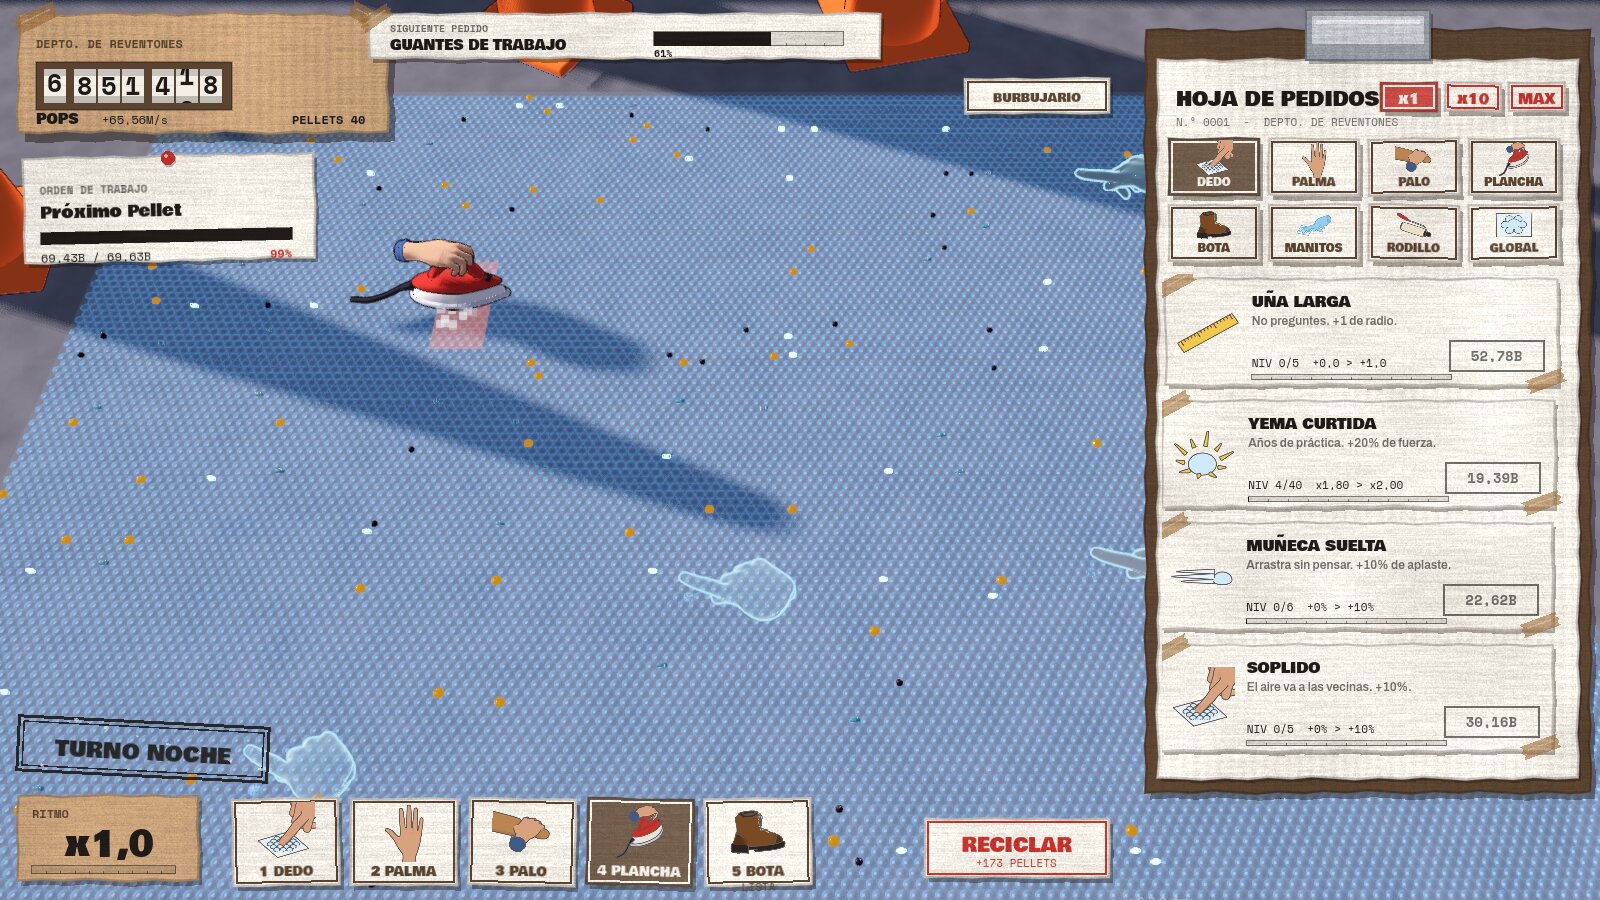 DEPTO. DE REVENTONES
6 851 4 8
POPS +65,56M/s PELLETS 40
SIGUIENTE PEDIDO
GUANTES DE TRABAJO
61%
ORDEN DE TRABAJO
Próximo Pellet
69,43B / 69,63B 99%
BURBUJARIO
HOJA DE PEDIDOS x1 x10 MAX
N.° 0001 - DEPTO. DE REVENTONES
DEDO PALMA PALO PLANCHA
BOTA MANITOS RODILLO GLOBAL
UÑA LARGA
No preguntes. +1 de radio.
NIV 0/5 +0,0 > +1,0 52,78B
YEMA CURTIDA
Años de práctica. +20% de fuerza.
NIV 4/40 x1,80 > x2,00 19,39B
MUÑECA SUELTA
Arrastra sin pensar. +10% de aplaste.
NIV 0/6 +0% > +10% 22,62B
SOPLIDO
El aire va a las vecinas. +10%.
NIV 0/5 +0% > +10% 30,16B
TURNO NOCHE
RITMO
x1,0
1 DEDO 2 PALMA 3 PALO 4 PLANCHA 5 BOTA
LISTA
RECICLAR
+173 PELLETS